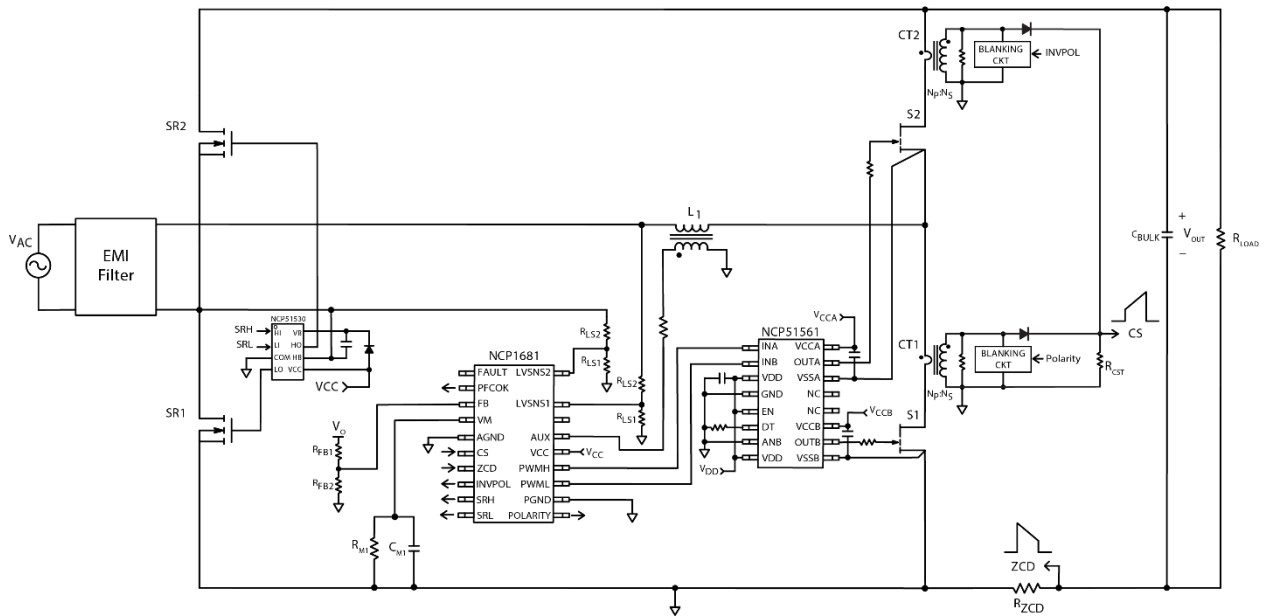 CT2
BLANKING
CKT
INVPOL
NP:NS
SR2
S2
L1
VAC
EMI
Filter
+
VOUT
−
CBULK
RLOAD
NCP51530
SRH
SRL
HI
LI
COM
LO
VB
HO
HB
VCC
VCC
RLS2
RLS1
RLS2
RLS1
NCP1681
FAULT
PFCOK
FB
VM
AGND
CS
ZCD
INVPOL
SRH
SRL
LVSNS2
LVSNS1
AUX
VCC
PWMH
PWML
PGND
POLARITY
VCC
VCCA
NCP51561
INA
INB
VDD
GND
EN
DT
ANB
VDD
VCCA
OUTA
VSSA
NC
NC
VCCB
OUTB
VSSB
VCCB
VDD
CT1
BLANKING
CKT
Polarity
NP:NS
CS
RCST
S1
SR1
VO
RFB1
RFB2
RM1
CM1
ZCD
RZCD